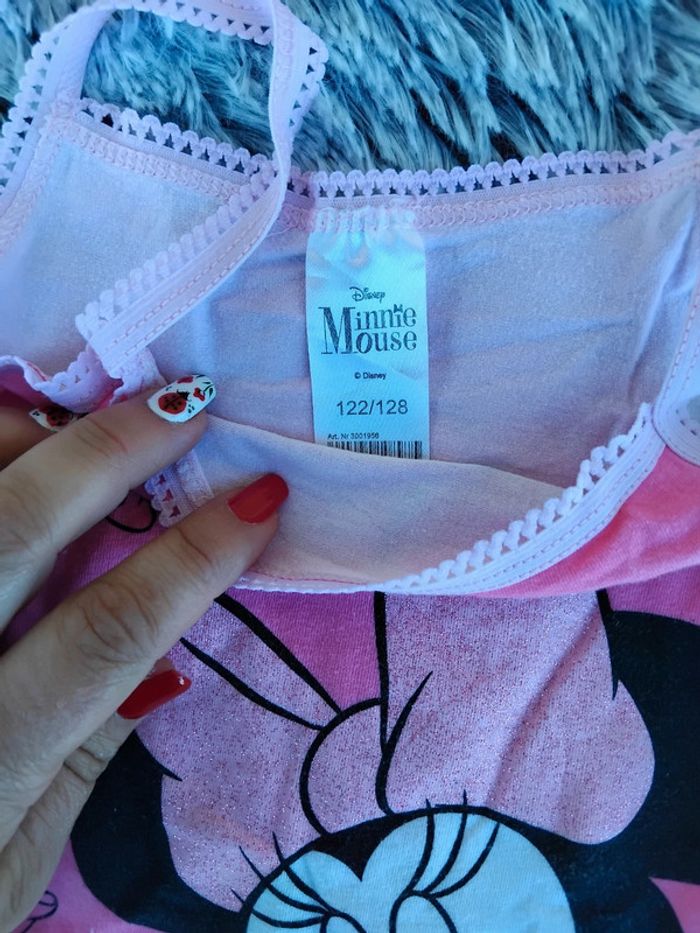 Disney
Minnie
Mouse
© Disney
122/128
Art. Nr 3001956